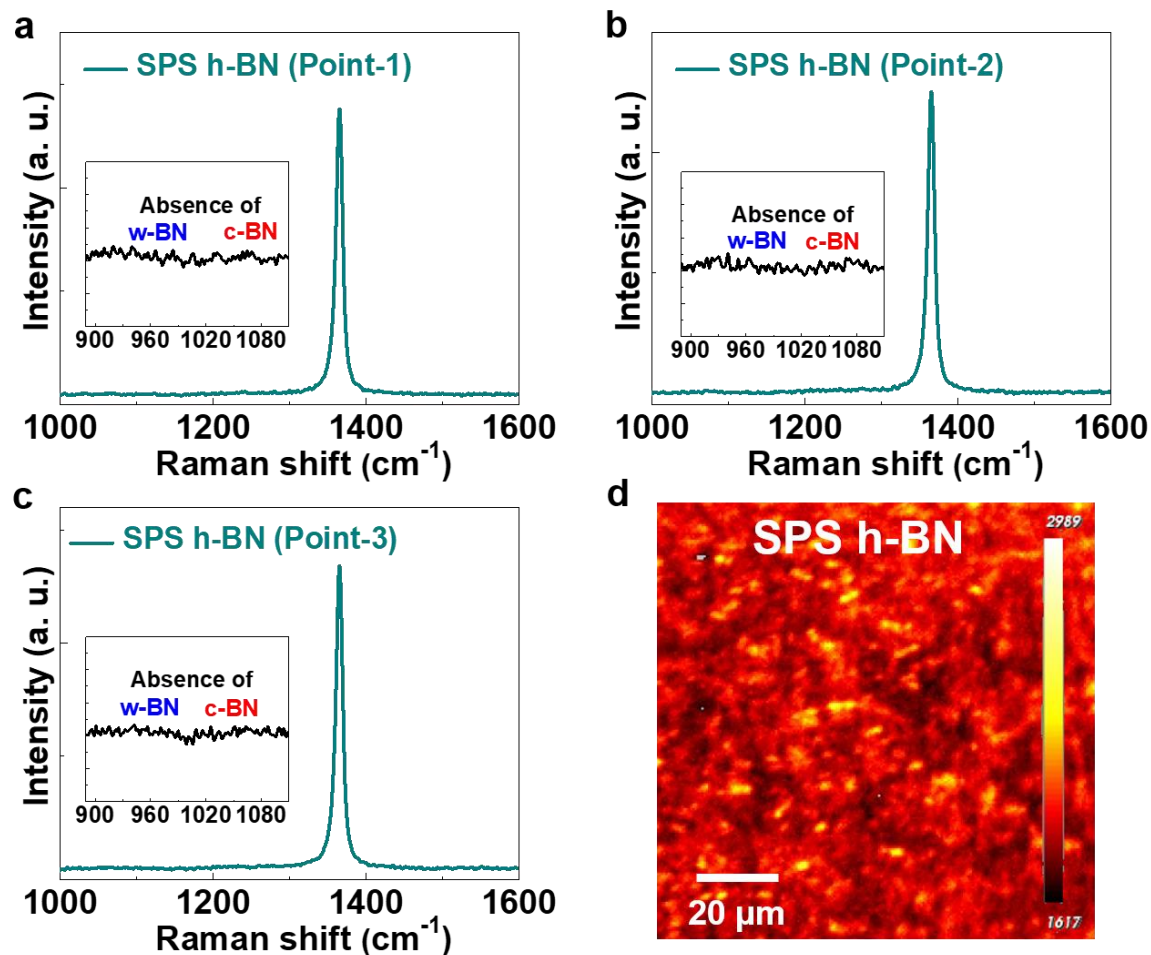 a
SPS h-BN (Point-1)
Intensity (a. u.)
Absence of
w-BN c-BN
900 960 1020 1080
1000 1200 1400 1600
Raman shift (cm⁻¹)
b
SPS h-BN (Point-2)
Intensity (a. u.)
Absence of
w-BN c-BN
900 960 1020 1080
1000 1200 1400 1600
Raman shift (cm⁻¹)
c
SPS h-BN (Point-3)
Intensity (a. u.)
Absence of
w-BN c-BN
900 960 1020 1080
1000 1200 1400 1600
Raman shift (cm⁻¹)
d
SPS h-BN
2989
1617
20 μm